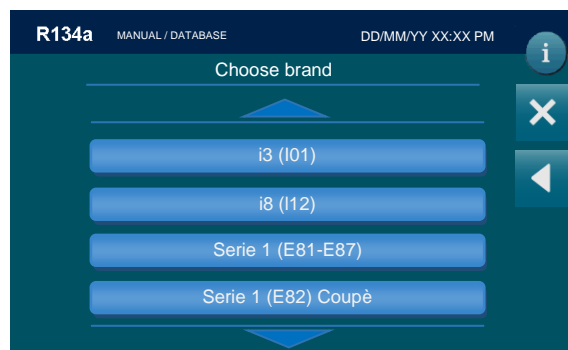 R134a MANUAL / DATABASE DD/MM/YY XX:XX PM
i
Choose brand
i3 (I01)
i8 (I12)
Serie 1 (E81-E87)
Serie 1 (E82) Coupè